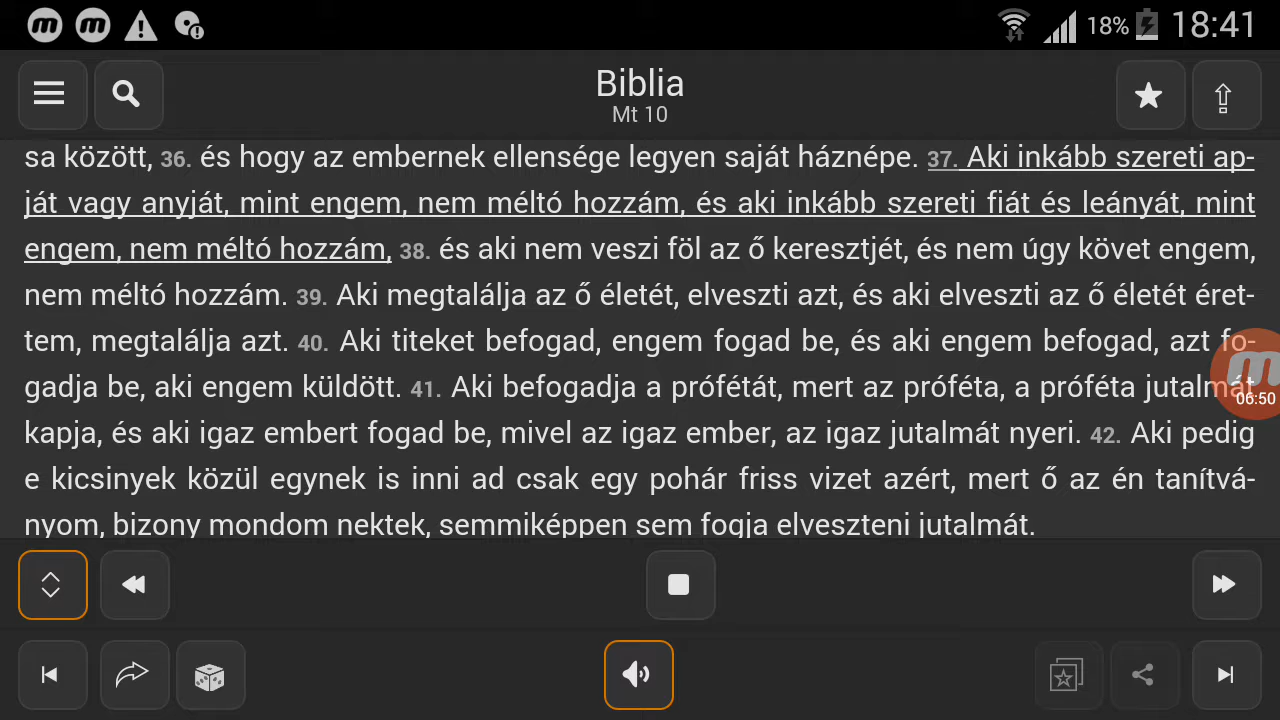 18% 18:41
Biblia
Mt 10
sa között, 36. és hogy az embernek ellensége legyen saját háznépe. 37. Aki inkább szereti ap-
ját vagy anyját, mint engem, nem méltó hozzám, és aki inkább szereti fiát és leányát, mint
engem, nem méltó hozzám, 38. és aki nem veszi föl az ő keresztjét, és nem úgy követ engem,
nem méltó hozzám. 39. Aki megtalálja az ő életét, elveszti azt, és aki elveszti az ő életét éret-
tem, megtalálja azt. 40. Aki titeket befogad, engem fogad be, és aki engem befogad, azt fo-
gadja be, aki engem küldött. 41. Aki befogadja a prófétát, mert az próféta, a próféta jutalmát
06:50
kapja, és aki igaz embert fogad be, mivel az igaz ember, az igaz jutalmát nyeri. 42. Aki pedig
e kicsinyek közül egynek is inni ad csak egy pohár friss vizet azért, mert ő az én tanítvá-
nyom, bizony mondom nektek, semmiképpen sem fogja elveszteni jutalmát.